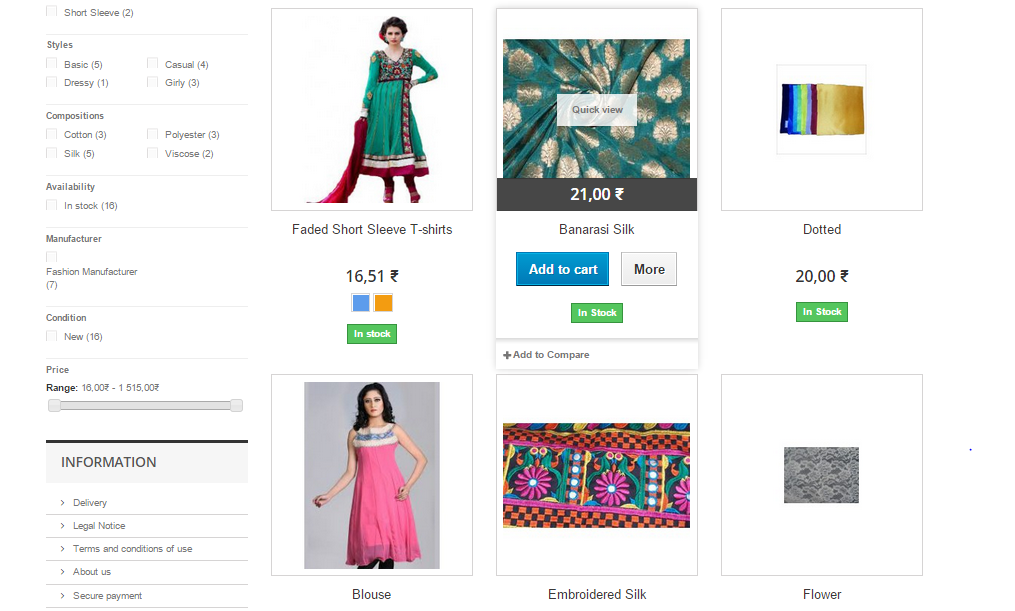 Short Sleeve (2)
Styles
Basic (5) Casual (4)
Dressy (1) Girly (3)
Compositions
Cotton (3) Polyester (3)
Silk (5) Viscose (2)
Availability
In stock (16)
Manufacturer
Fashion Manufacturer
(7)
Condition
New (16)
Price
Range: 16,00₹ - 1 515,00₹
INFORMATION
Delivery
Legal Notice
Terms and conditions of use
About us
Secure payment
Faded Short Sleeve T-shirts
16,51 ₹
In stock
Quick view
21,00 ₹
Banarasi Silk
Add to cart More
In Stock
Add to Compare
Dotted
20,00 ₹
In Stock
Blouse
Embroidered Silk
Flower